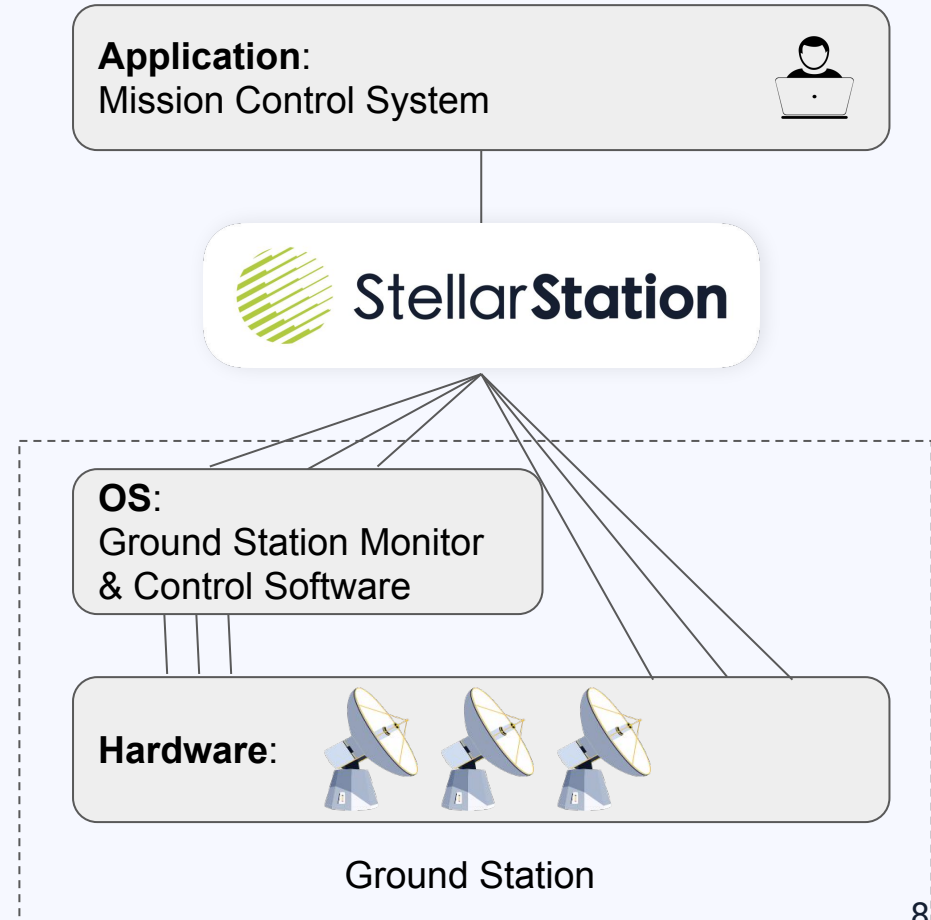 Application:
Mission Control System
StellarStation
OS:
Ground Station Monitor
& Control Software
Hardware:
Ground Station
8